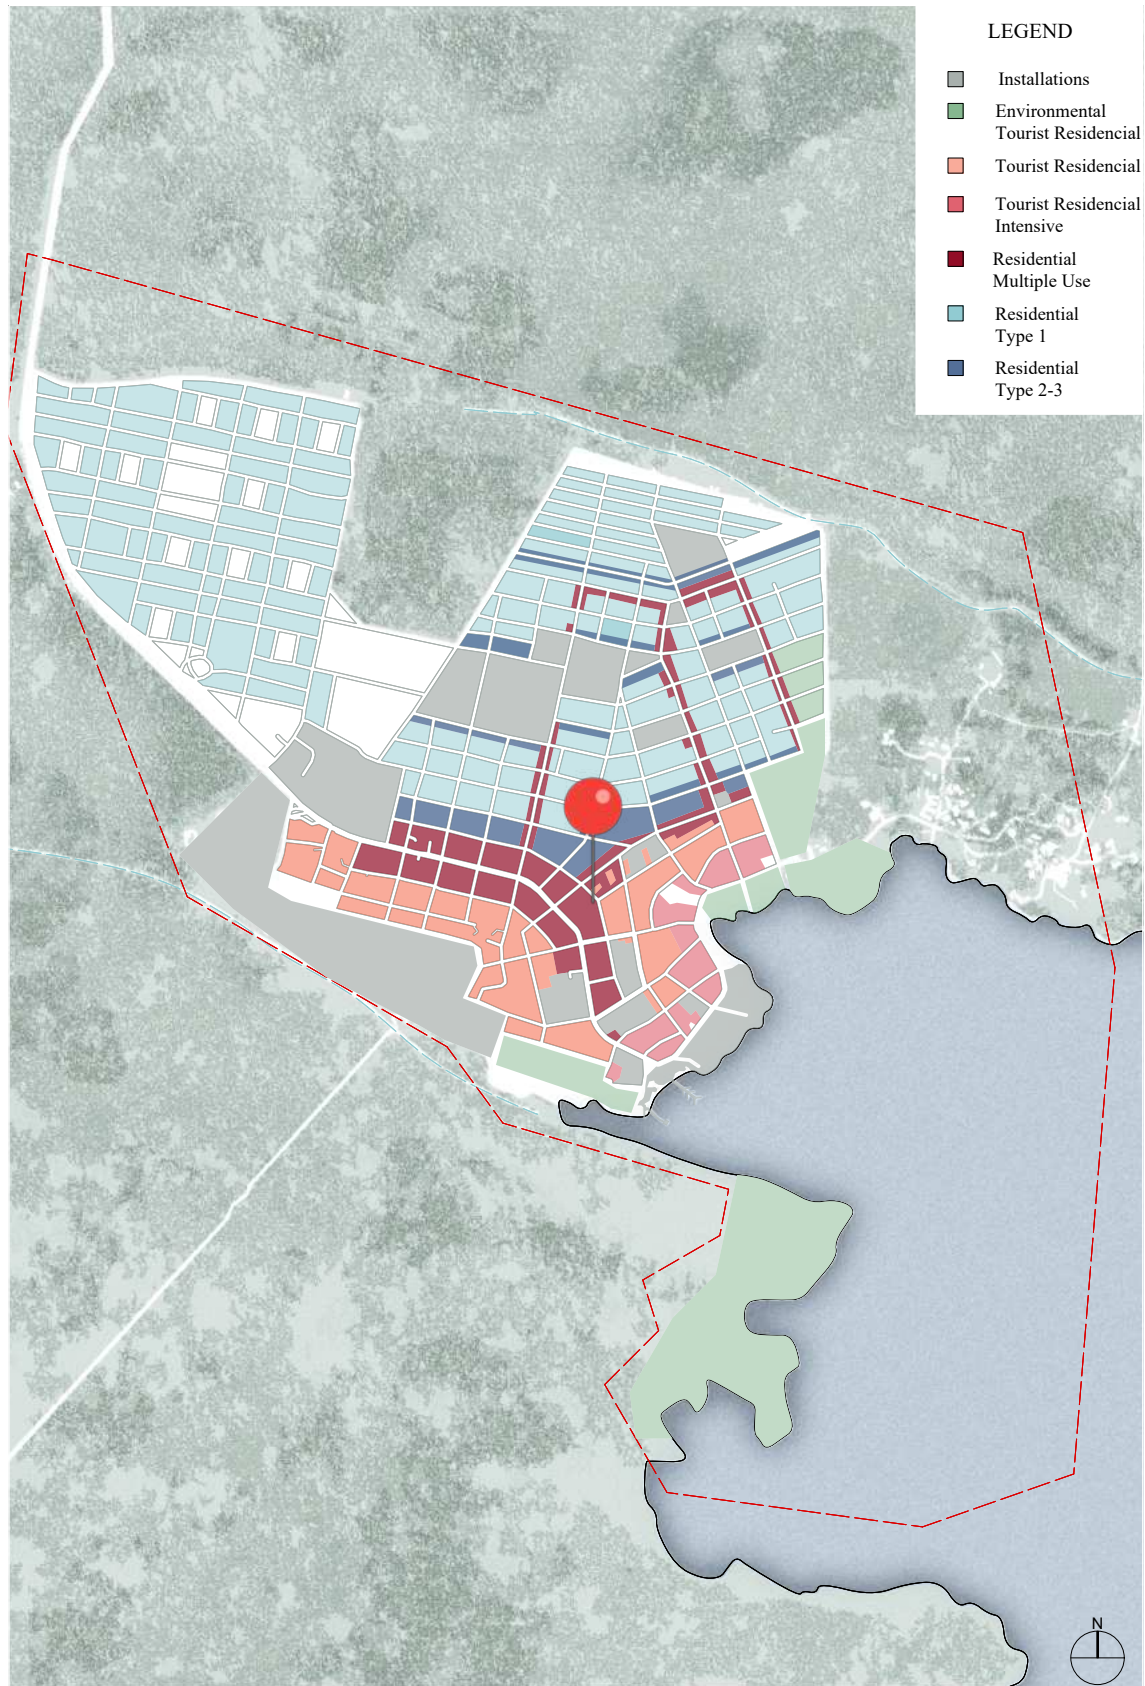 LEGEND
Installations
Environmental
Tourist Residencial
Tourist Residencial
Tourist Residencial
Intensive
Residential
Multiple Use
Residential
Type 1
Residential
Type 2-3
N